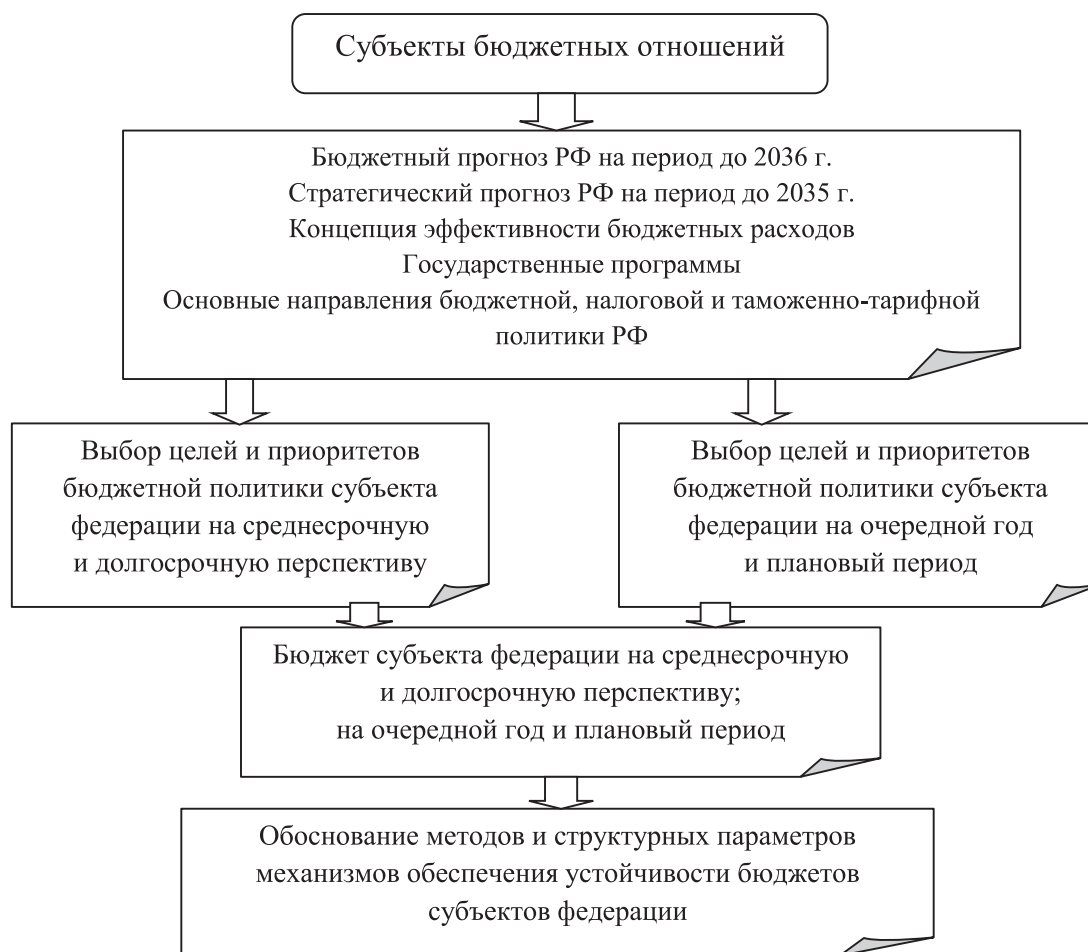 Субъекты бюджетных отношений
Бюджетный прогноз РФ на период до 2036 г.
Стратегический прогноз РФ на период до 2035 г.
Концепция эффективности бюджетных расходов
Государственные программы
Основные направления бюджетной, налоговой и таможенно-тарифной
политики РФ
Выбор целей и приоритетов
бюджетной политики субъекта
федерации на среднесрочную
и долгосрочную перспективу
Выбор целей и приоритетов
бюджетной политики субъекта
федерации на очередной год
и плановый период
Бюджет субъекта федерации на среднесрочную
и долгосрочную перспективу;
на очередной год и плановый период
Обоснование методов и структурных параметров
механизмов обеспечения устойчивости бюджетов
субъектов федерации